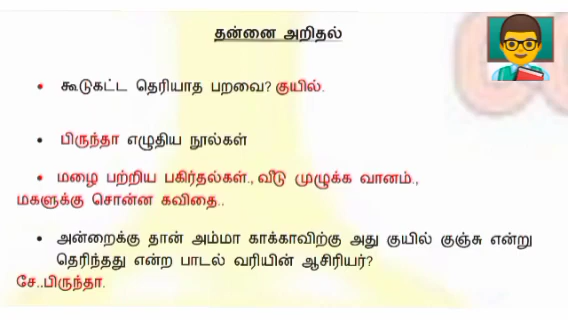 தன்னை அறிதல்
• கூடுகட்ட தெரியாத பறவை? குயில்.
• பிருந்தா எழுதிய நூல்கள்
• மழை பற்றிய பகிர்தல்கள்., வீடு முழுக்க வானம்.,
மகளுக்கு சொன்ன கவிதை..
• அன்றைக்கு தான் அம்மா காக்காவிற்கு அது குயில் குஞ்சு என்று
தெரிந்தது என்ற பாடல் வரியின் ஆசிரியர்?
சே..பிருந்தா.